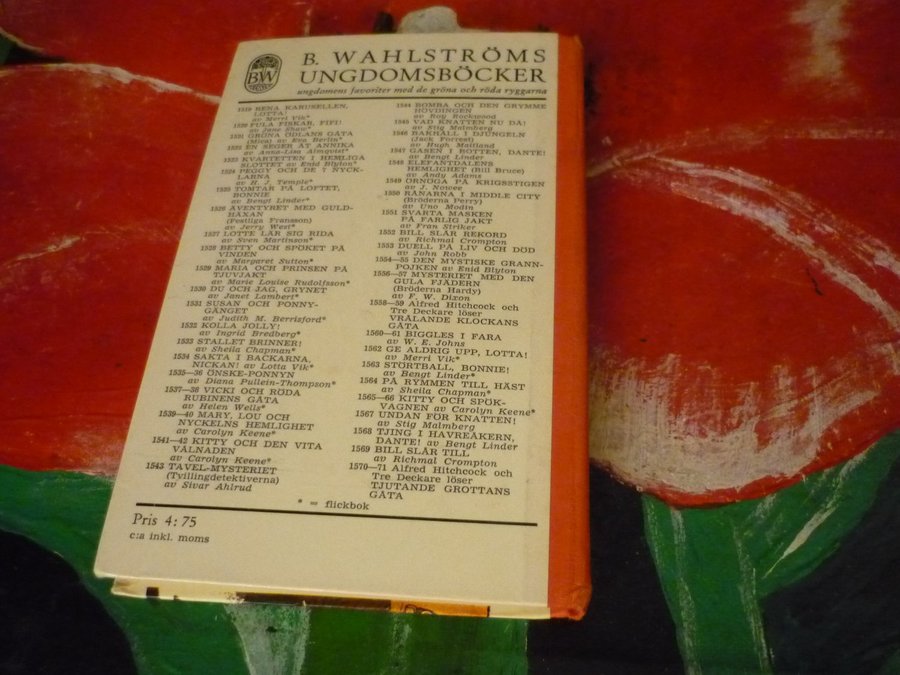 BW
B. WAHLSTRÖMS
UNGDOMSBÖCKER
ungdomens favoriter med de gröna och röda ryggarna
1519 RENA KARUSELLEN,
LOTTA!
av Merri Vik*
1520 FULA FISKAR, FIFI!
av Jane Shaw*
1521 GRÖNA ÖDLANS GÅTA
(Mica) av Eva Berlin*
1522 EN SEGER ÅT ANNIKA
av Anna-Lisa Almqvist*
1523 KVARTETTEN I HEMLIGA
SLOTTET av Enid Blyton*
1524 PEGGY OCH DE 7 NYCK-
LARNA
av R. J. Temple*
1525 TOMTAR PÅ LOFTET,
BONNIE
av Bengt Linder*
1526 ÄVENTYRET MED GULD-
HÄXAN
(Festliga Fransson)
av Jerry West*
1527 LOTTE LÄR SIG RIDA
av Sven Martinson*
1528 BETTY OCH SPÖKET PÅ
VINDEN
av Margaret Sutton*
1529 MARIA OCH PRINSEN PÅ
TJUVJAKT
av Marie Louise Rudolfsson*
1530 DU OCH JAG, GRYNET
av Janet Lambert*
1531 SUSAN OCH PONNY-
GÄNGET
av Judith M. Berrisford*
1532 KOLLA JOLLY!
av Ingrid Bredberg*
1533 STALLET BRINNER!
av Sheila Chapman*
1534 SAKTA I BACKARNA,
NICKAN! av Lotta Vik*
1535—36 ÖNSKE-PONNYN
av Diana Pullein-Thompson*
1537—38 VICKI OCH RÖDA
RUBINENS GÅTA
av Helen Wells*
1539—40 MARY, LOU OCH
NYCKELNS HEMLIGHET
av Carolyn Keene*
1541—42 KITTY OCH DEN VITA
VÅLNADEN
av Carolyn Keene*
1543 TAVEL-MYSTERIET
(Tvillingdetektiverna)
av Sivar Ahlrud
1544 BOMBA OCH DEN GRYMME
HÖVDINGEN
av Roy Rockwood
1545 VAD KNATTEN NU DÅ!
av Stig Malmberg
1546 BAKHÅLL I DJUNGELN
(Jack Forrest)
av Hugh Maitland
1547 GASEN I BOTTEN, DANTE!
av Bengt Linder
1548 ELEFANTDALENS
HEMLIGHET (Bill Bruce)
av Andy Adams
1549 ÖRNÖGA PÅ KRIGSSTIGEN
av J. Novee
1550 RÅNARNA I MIDDLE CITY
(Bröderna Perry)
av Uno Modin
1551 SVARTA MASKEN
PÅ FARLIG JAKT
av Fran Striker
1552 BILL SLÅR REKORD
av Richmal Crompton
1553 DUELL PÅ LIV OCH DÖD
av John Robb
1554—55 DEN MYSTISKE GRANN-
POJKEN av Enid Blyton
1556—57 MYSTERIET MED DEN
GULA FJÄDERN
(Bröderna Hardy)
av F. W. Dixon
1558—59 Alfred Hitchcock och
Tre Deckare löser
VRÅLANDE KLOCKANS
GÅTA
1560—61 BIGGLES I FARA
av W. E. Johns
1562 GE ALDRIG UPP, LOTTA!
av Merri Vik*
1563 STÖRTBALL, BONNIE!
av Bengt Linder*
1564 PÅ RYMMEN TILL HÄST
av Sheila Chapman*
1565—66 KITTY OCH SPÖK-
VAGNEN av Carolyn Keene*
1567 UNDAN FÖR KNATTEN!
av Stig Malmberg
1568 TJING I HAVREÅKERN,
DANTE! av Bengt Linder
1569 BILL SLÅR TILL
av Richmal Crompton
1570—71 Alfred Hitchcock och
Tre Deckare löser
TJUTANDE GROTTANS
GÅTA
* = flickbok
Pris 4:75
c:a inkl. moms